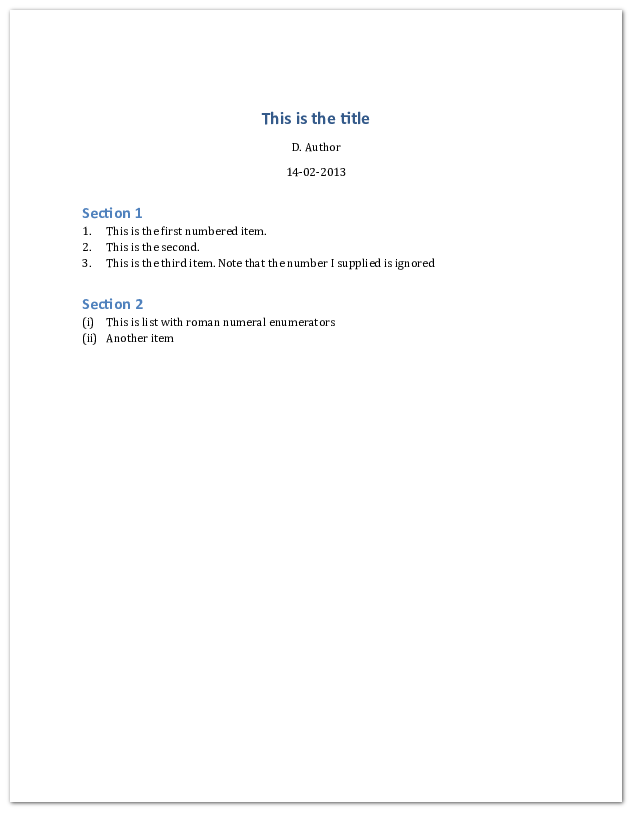 This is the title
D. Author
14-02-2013
Section 1
1. This is the first numbered item.
2. This is the second.
3. This is the third item. Note that the number I supplied is ignored
Section 2
(i) This is list with roman numeral enumerators
(ii) Another item